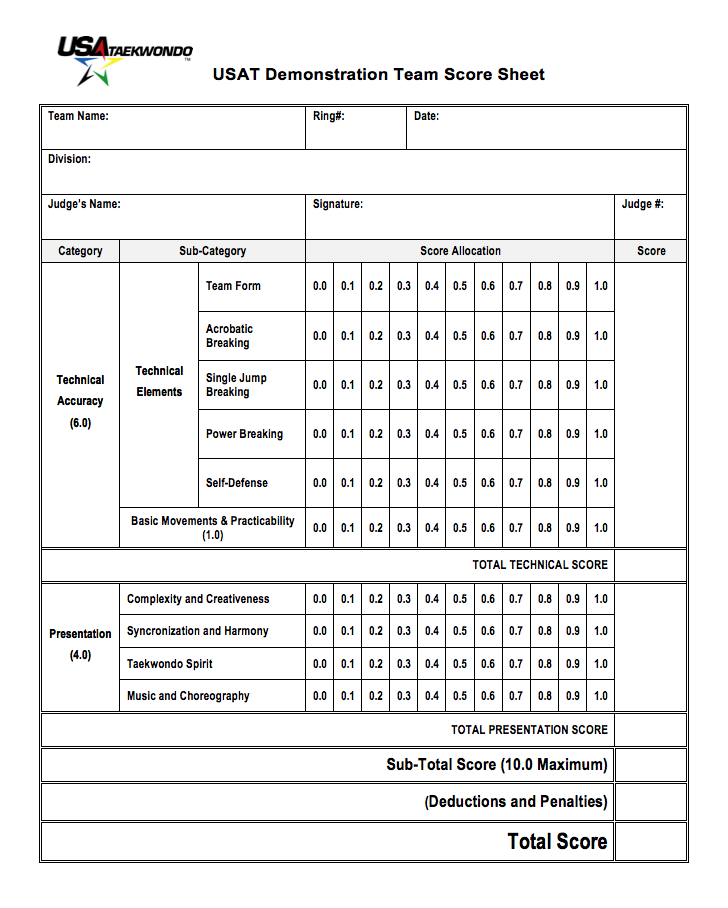 USATAEKWONDO™
USAT Demonstration Team Score Sheet
Team Name: Ring#: Date:
Division:
Judge's Name: Signature: Judge #:
Category Sub-Category Score Allocation Score
Technical
Accuracy
(6.0)
Technical
Elements
Team Form 0.0 0.1 0.2 0.3 0.4 0.5 0.6 0.7 0.8 0.9 1.0
Acrobatic
Breaking 0.0 0.1 0.2 0.3 0.4 0.5 0.6 0.7 0.8 0.9 1.0
Single Jump
Breaking 0.0 0.1 0.2 0.3 0.4 0.5 0.6 0.7 0.8 0.9 1.0
Power Breaking 0.0 0.1 0.2 0.3 0.4 0.5 0.6 0.7 0.8 0.9 1.0
Self-Defense 0.0 0.1 0.2 0.3 0.4 0.5 0.6 0.7 0.8 0.9 1.0
Basic Movements & Practicability
(1.0) 0.0 0.1 0.2 0.3 0.4 0.5 0.6 0.7 0.8 0.9 1.0
TOTAL TECHNICAL SCORE
Presentation
(4.0)
Complexity and Creativeness 0.0 0.1 0.2 0.3 0.4 0.5 0.6 0.7 0.8 0.9 1.0
Syncronization and Harmony 0.0 0.1 0.2 0.3 0.4 0.5 0.6 0.7 0.8 0.9 1.0
Taekwondo Spirit 0.0 0.1 0.2 0.3 0.4 0.5 0.6 0.7 0.8 0.9 1.0
Music and Choreography 0.0 0.1 0.2 0.3 0.4 0.5 0.6 0.7 0.8 0.9 1.0
TOTAL PRESENTATION SCORE
Sub-Total Score (10.0 Maximum)
(Deductions and Penalties)
Total Score